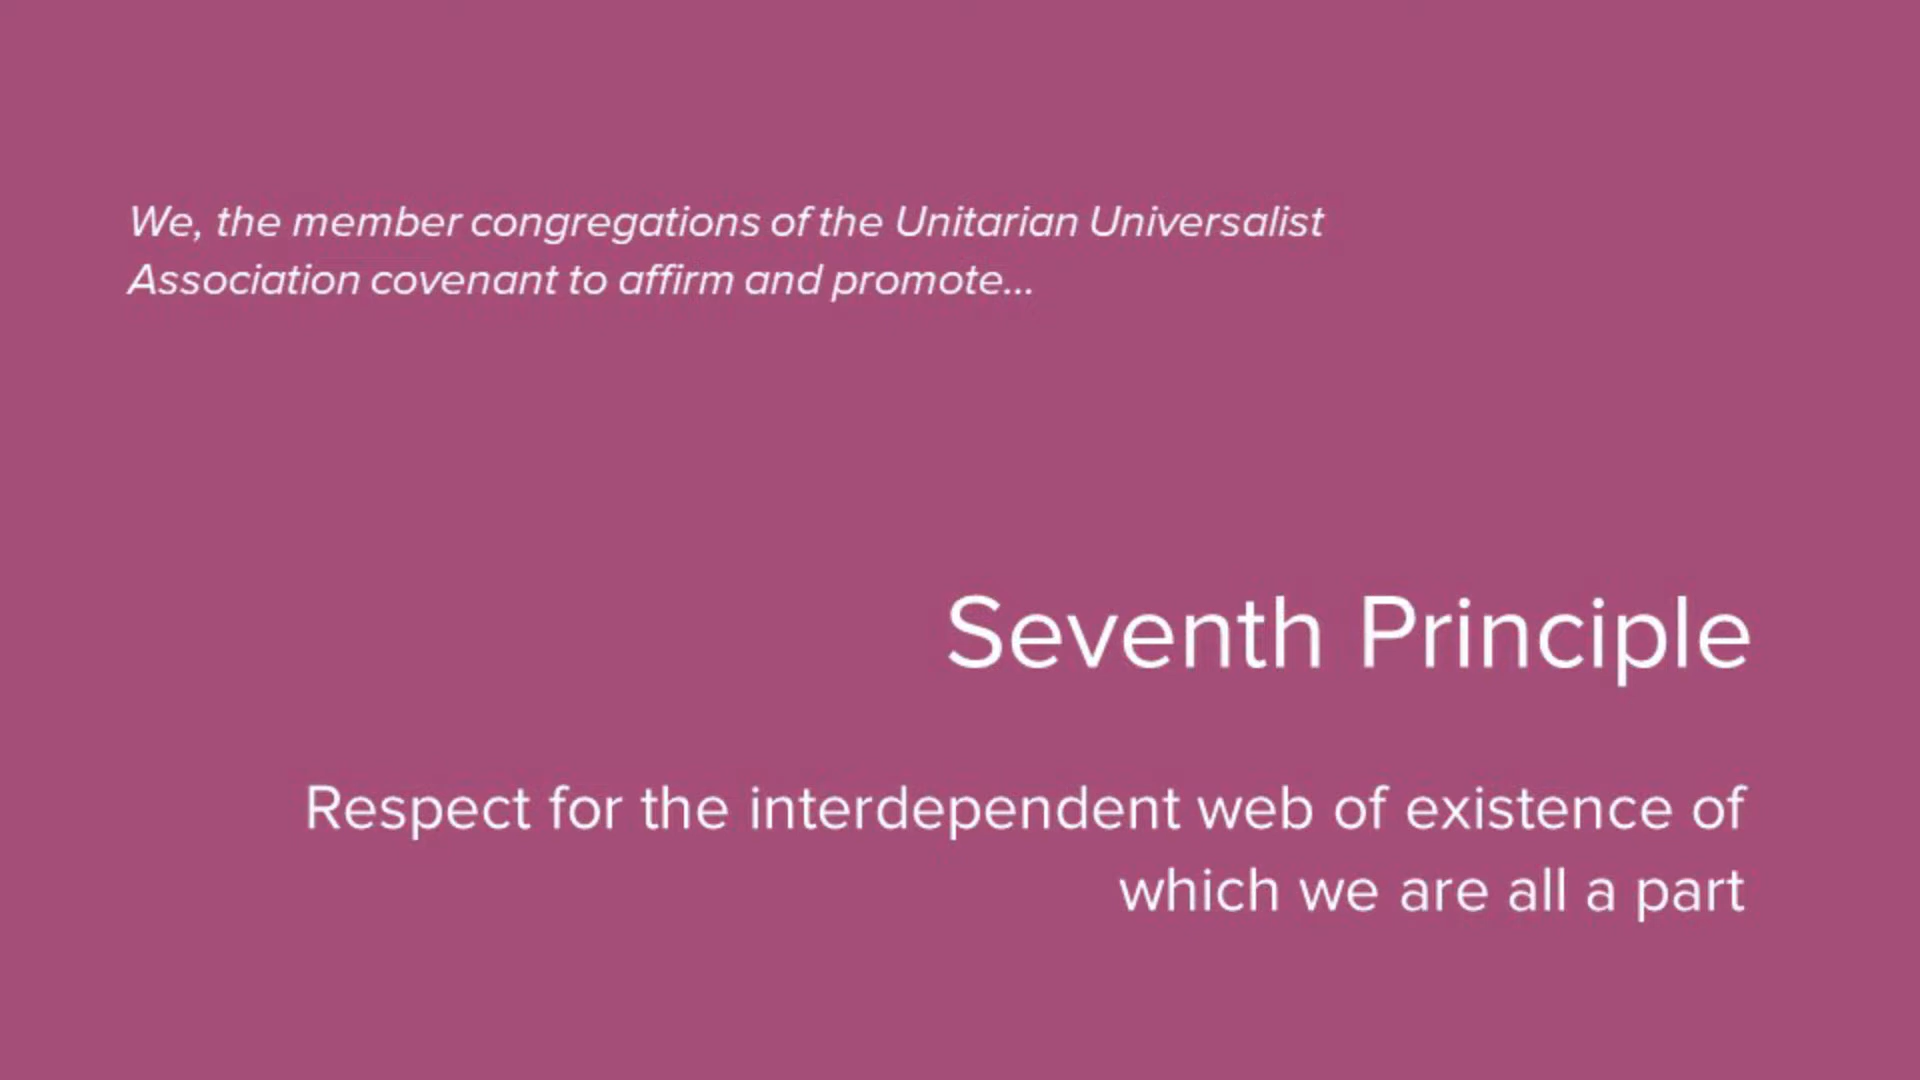 We, the member congregations of the Unitarian Universalist
Association covenant to affirm and promote...
Seventh Principle
Respect for the interdependent web of existence of
which we are all a part